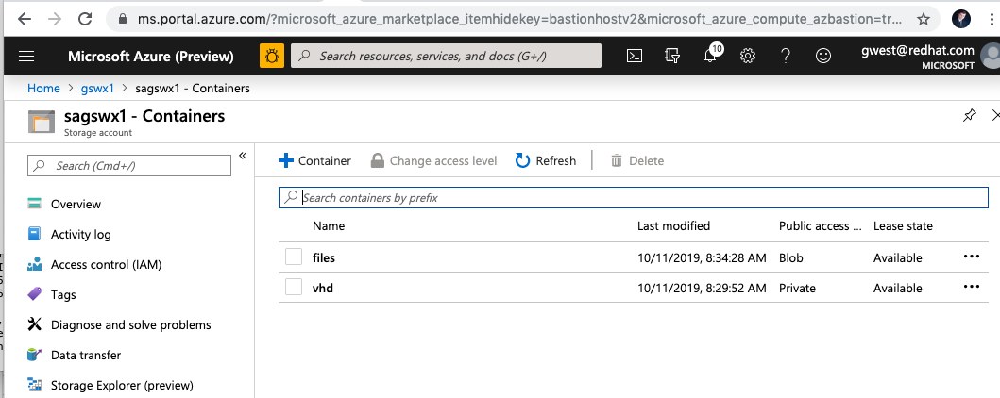 ms.portal.azure.com/?microsoft_azure_marketplace_itemhidekey=bastionhostv2&microsoft_azure_compute_azbastion=tr...
Microsoft Azure (Preview)
Search resources, services, and docs (G+/)
10
gwest@redhat.com
MICROSOFT
Home > gswx1 > sagswx1 - Containers
sagswx1 - Containers
Storage account
Search (Cmd+/)
«
Overview
Activity log
Access control (IAM)
Tags
Diagnose and solve problems
Data transfer
Storage Explorer (preview)
+ Container Change access level Refresh Delete
Search containers by prefix
Name Last modified Public access ... Lease state
files 10/11/2019, 8:34:28 AM Blob Available ...
vhd 10/11/2019, 8:29:52 AM Private Available ...